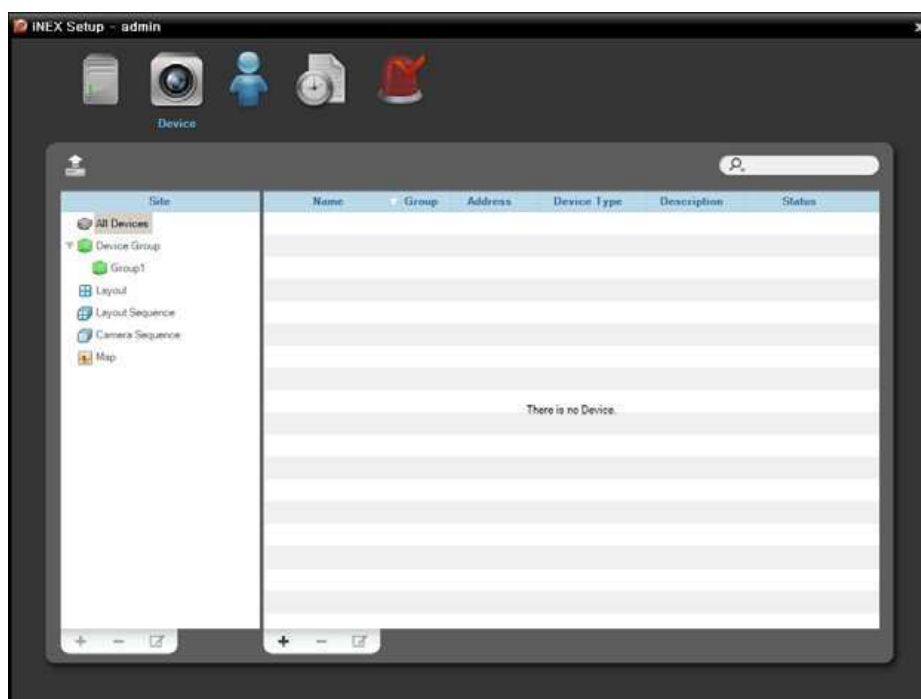 iNEX Setup - admin
Device
Site
Name Group Address Device Type Description Status
All Devices
Device Group
Group1
Layout
Layout Sequence
Camera Sequence
Map
There is no Device.